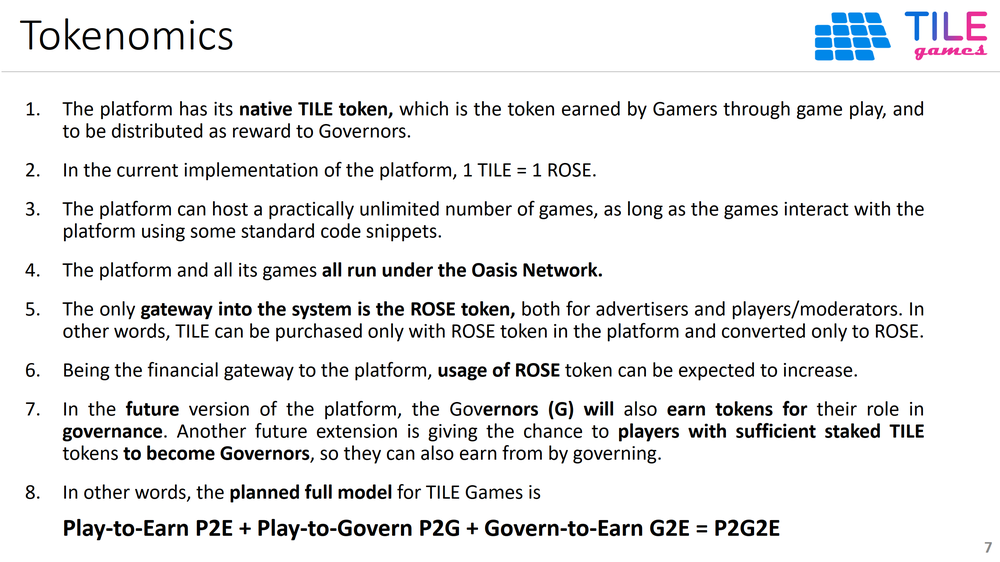 Tokenomics
TILE
games
1. The platform has its native TILE token, which is the token earned by Gamers through game play, and
to be distributed as reward to Governors.
2. In the current implementation of the platform, 1 TILE = 1 ROSE.
3. The platform can host a practically unlimited number of games, as long as the games interact with the
platform using some standard code snippets.
4. The platform and all its games all run under the Oasis Network.
5. The only gateway into the system is the ROSE token, both for advertisers and players/moderators. In
other words, TILE can be purchased only with ROSE token in the platform and converted only to ROSE.
6. Being the financial gateway to the platform, usage of ROSE token can be expected to increase.
7. In the future version of the platform, the Governors (G) will also earn tokens for their role in
governance. Another future extension is giving the chance to players with sufficient staked TILE
tokens to become Governors, so they can also earn from by governing.
8. In other words, the planned full model for TILE Games is
Play-to-Earn P2E + Play-to-Govern P2G + Govern-to-Earn G2E = P2G2E
7